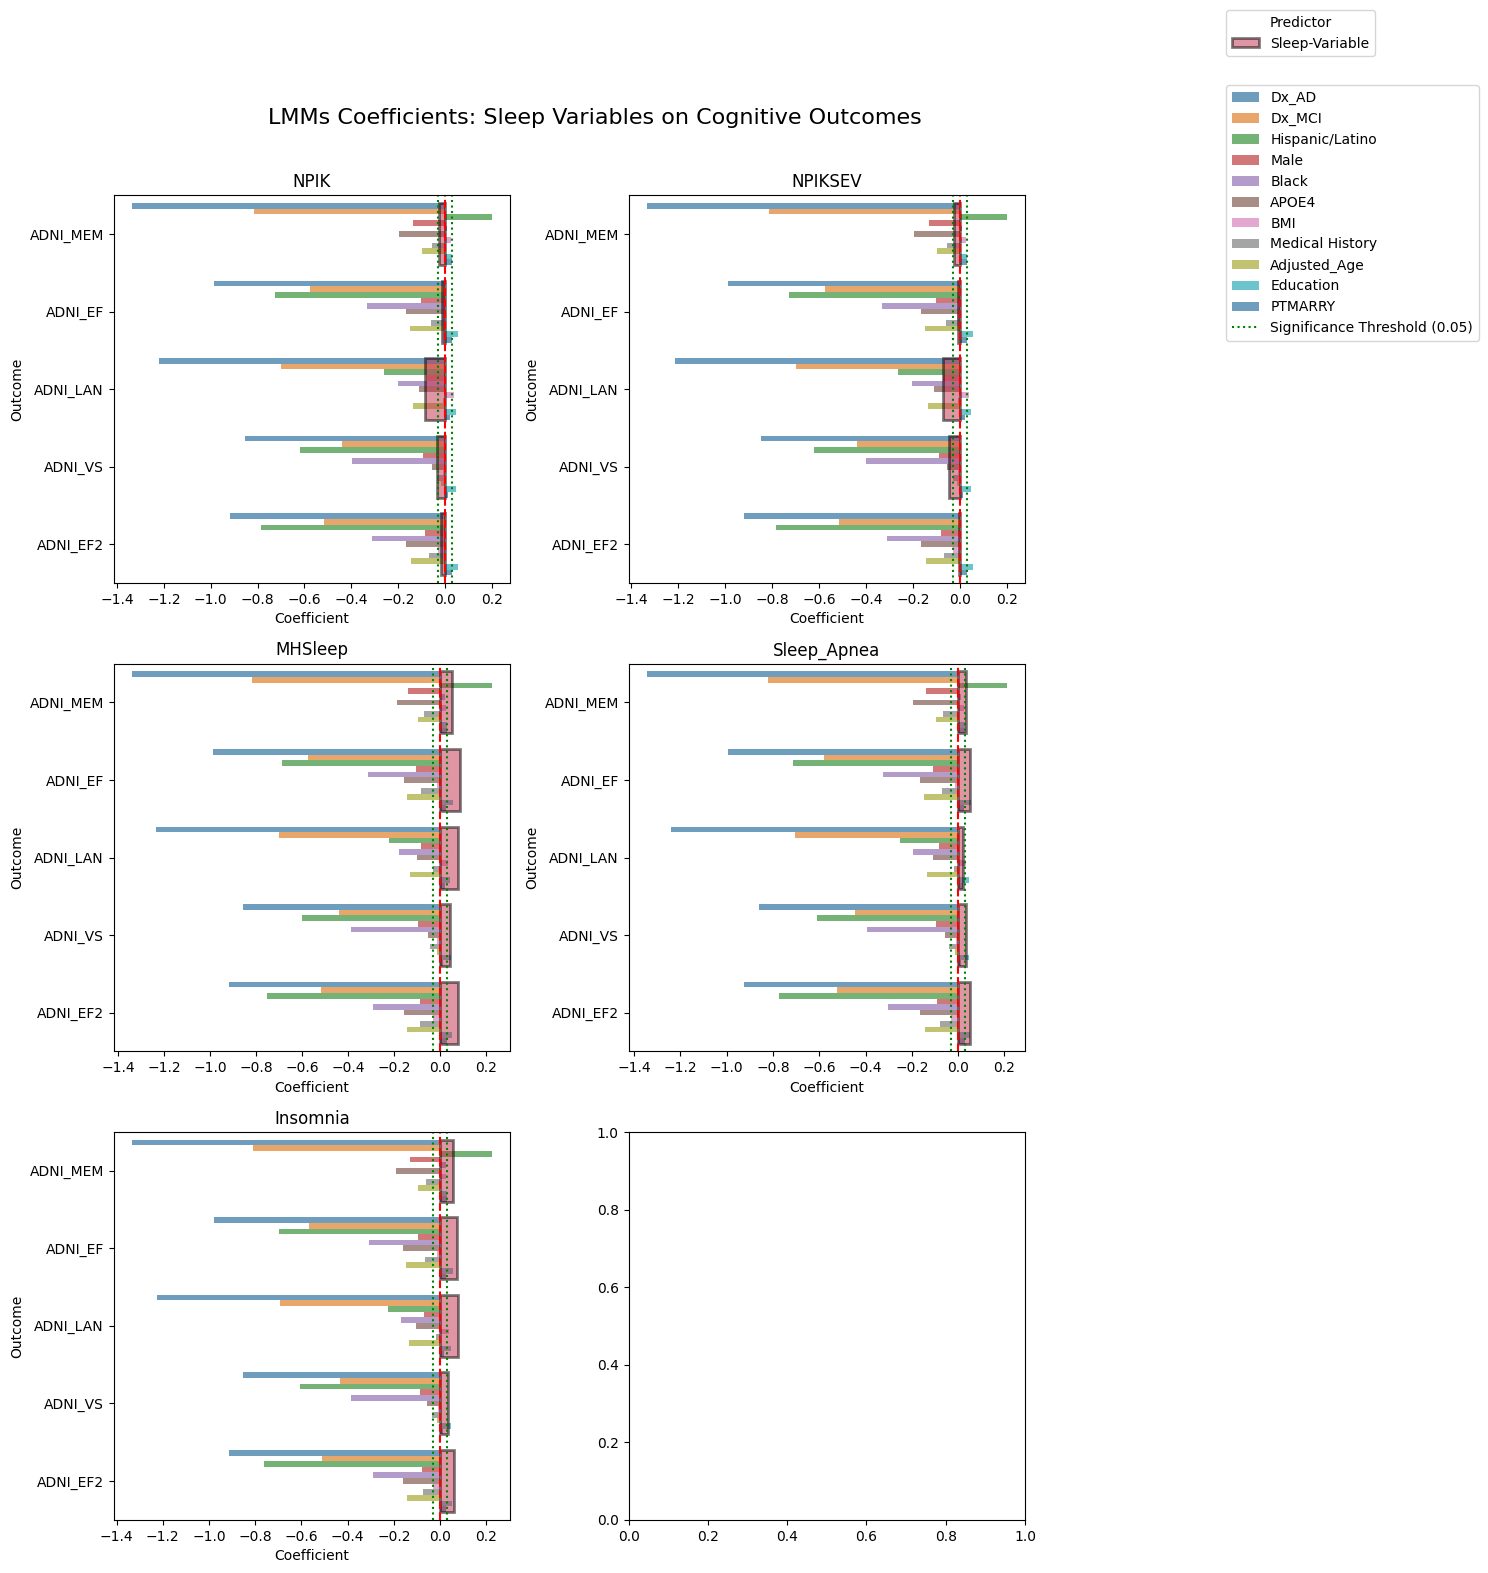 Predictor
Sleep-Variable
Dx_AD
Dx_MCI
Hispanic/Latino
Male
Black
APOE4
BMI
Medical History
Adjusted_Age
Education
PTMARRY
Significance Threshold (0.05)
LMMs Coefficients: Sleep Variables on Cognitive Outcomes
NPIK
Outcome
ADNI_MEM
ADNI_EF
ADNI_LAN
ADNI_VS
ADNI_EF2
−1.4 −1.2 −1.0 −0.8 −0.6 −0.4 −0.2 0.0 0.2
Coefficient
NPIKSEV
Outcome
−1.4 −1.2 −1.0 −0.8 −0.6 −0.4 −0.2 0.0 0.2
Coefficient
MHSleep
Outcome
ADNI_MEM
ADNI_EF
ADNI_LAN
ADNI_VS
ADNI_EF2
−1.4 −1.2 −1.0 −0.8 −0.6 −0.4 −0.2 0.0 0.2
Coefficient
Sleep_Apnea
Outcome
ADNI_MEM
ADNI_EF
ADNI_LAN
ADNI_VS
ADNI_EF2
−1.4 −1.2 −1.0 −0.8 −0.6 −0.4 −0.2 0.0 0.2
Coefficient
Insomnia
Outcome
ADNI_MEM
ADNI_EF
ADNI_LAN
ADNI_VS
ADNI_EF2
−1.4 −1.2 −1.0 −0.8 −0.6 −0.4 −0.2 0.0 0.2
Coefficient
1.0
0.8
0.6
0.4
0.2
0.0
0.0 0.2 0.4 0.6 0.8 1.0